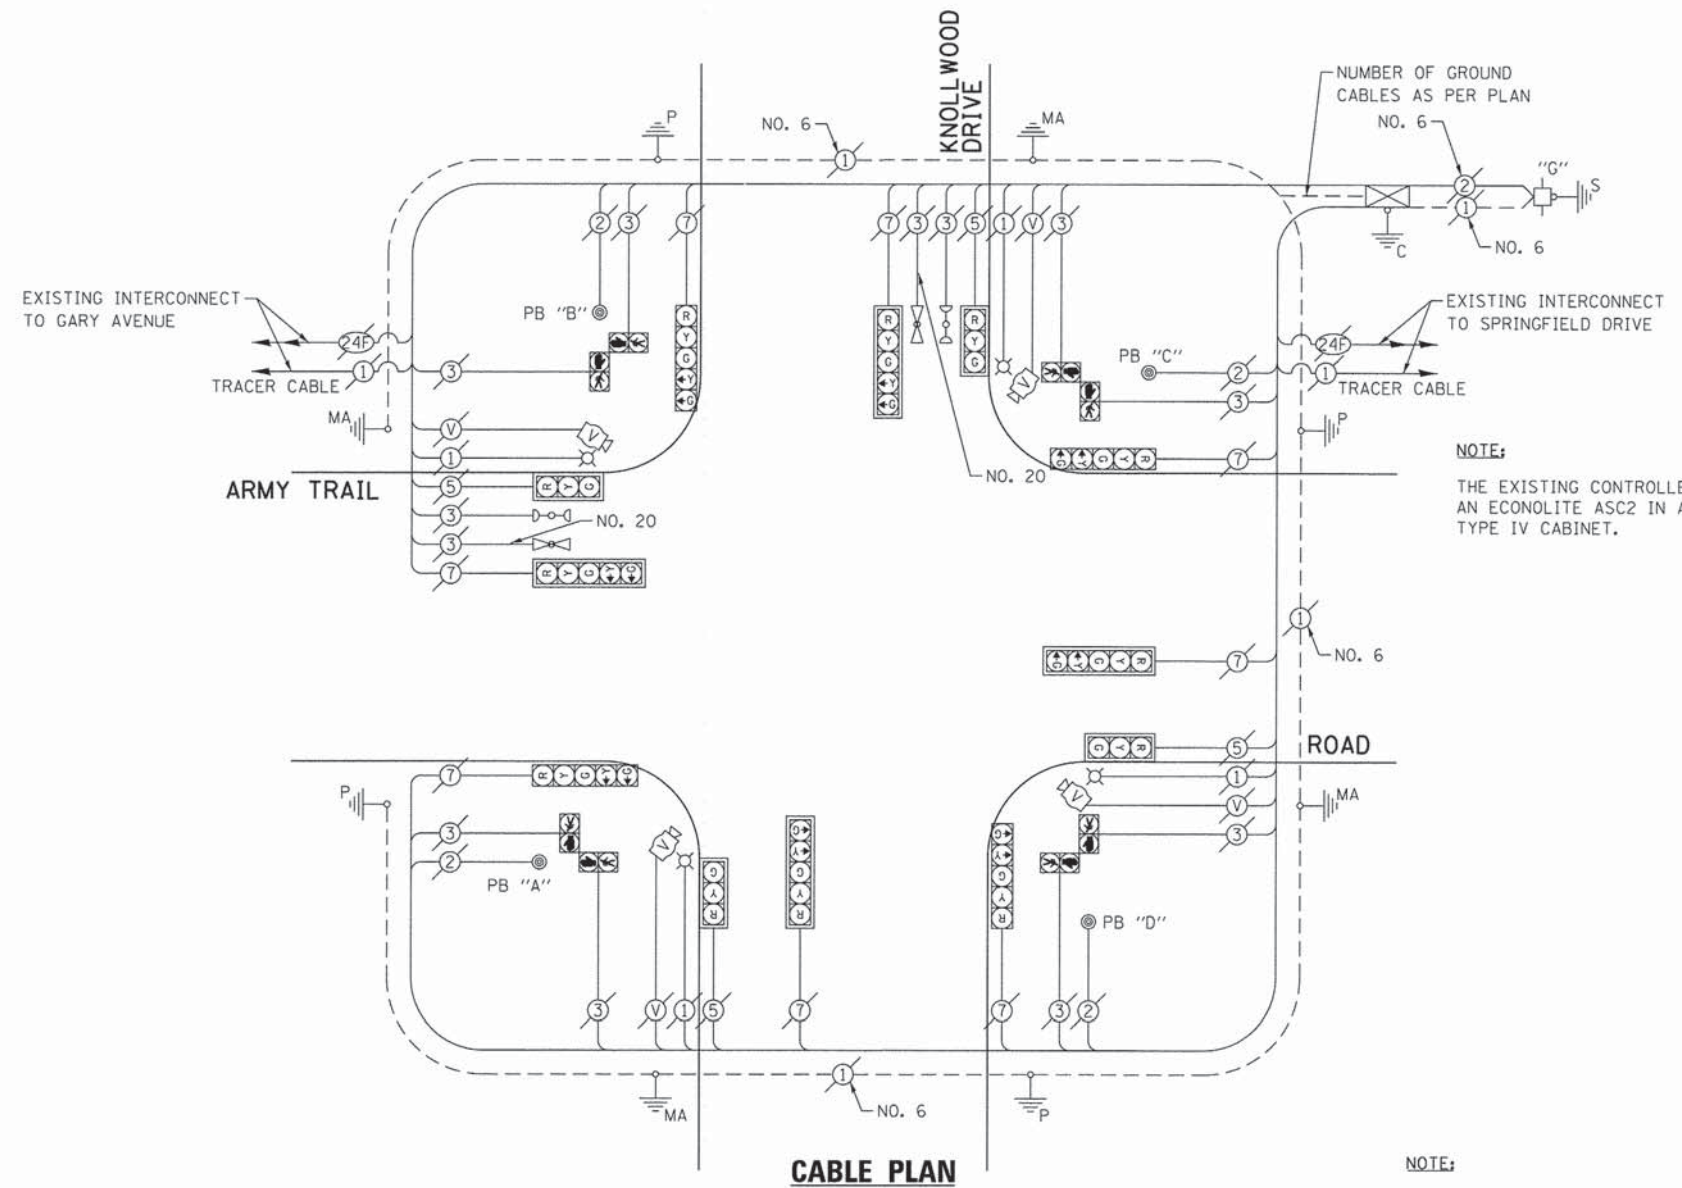 KNOLLWOOD
DRIVE
NUMBER OF GROUND
CABLES AS PER PLAN
NO. 6
NO. 6
P
MA
"G"
S
2
1
1
NO. 6
C
2
3
7
7
3
3
5
1
V
3
EXISTING INTERCONNECT
TO GARY AVENUE
EXISTING INTERCONNECT
TO SPRINGFIELD DRIVE
PB "B"
R
Y
G
Y
G
R
Y
G
Y
G
R
Y
G
V
PB "C"
24F
24F
1
3
2
1
TRACER CABLE
TRACER CABLE
3
MA
V
V
P
1
G Y G Y R
7
NOTE:
NO. 20
THE EXISTING CONTROLLE
AN ECONOLITE ASC2 IN A
TYPE IV CABINET.
ARMY TRAIL
5
R Y G
3
NO. 20
3
7
R Y G Y G
1
NO. 6
G Y G Y R
7
G Y R
5
ROAD
7
R Y G Y G
1
P
V
V
MA
3
3
2
PB "A"
V
G
Y
R
G
Y
G
Y
R
G
Y
G
Y
R
PB "D"
3
V
1
5
7
7
3
2
1
NO. 6
MA
P
CABLE PLAN
NOTE: